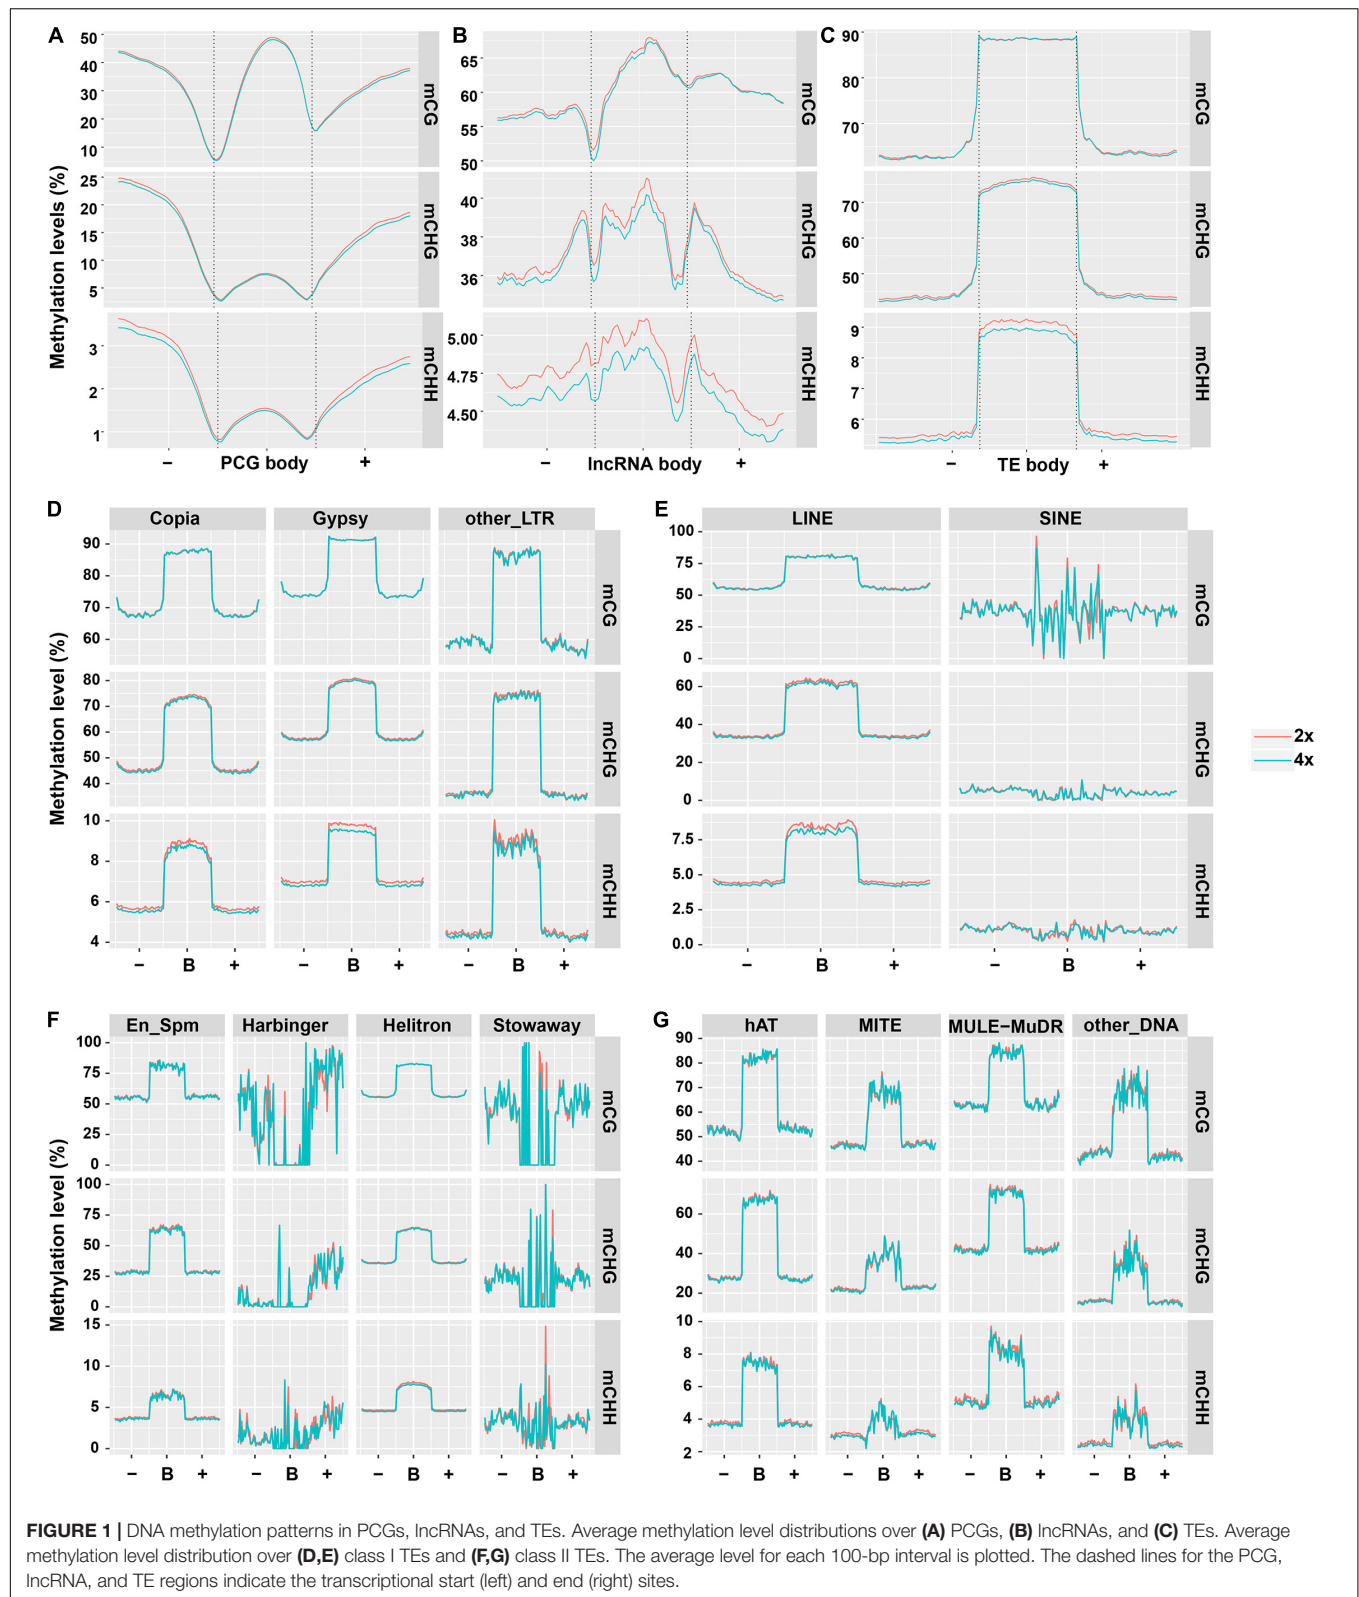 A B C
Methylation levels (%)
50
40
30
20
10
mCG
65
60
55
50
mCG
90
80
70
mCG
25
20
15
10
5
mCHG
40
38
36
mCHG
70
60
50
mCHG
3
2
1
mCHH
5.00
4.75
4.50
mCHH
9
8
7
6
mCHH
− PCG body +
− lncRNA body +
− TE body +
D
Copia Gypsy other_LTR
Methylation level (%)
90
80
70
60
mCG
80
70
60
50
40
mCHG
10
8
6
4
mCHH
− B + − B + − B +
E
LINE SINE
100
75
50
25
0
mCG
60
40
20
0
mCHG
7.5
5.0
2.5
0.0
mCHH
− B + − B +
2x
4x
F
En_Spm Harbinger Helitron Stowaway
Methylation level (%)
100
75
50
25
0
mCG
100
75
50
25
0
mCHG
15
10
5
0
mCHH
− B + − B + − B + − B +
G
hAT MITE MULE−MuDR other_DNA
90
80
70
60
50
40
mCG
60
40
20
mCHG
10
8
6
4
2
mCHH
− B + − B + − B + − B +
FIGURE 1 | DNA methylation patterns in PCGs, lncRNAs, and TEs. Average methylation level distributions over (A) PCGs, (B) lncRNAs, and (C) TEs. Average
methylation level distribution over (D,E) class I TEs and (F,G) class II TEs. The average level for each 100-bp interval is plotted. The dashed lines for the PCG,
lncRNA, and TE regions indicate the transcriptional start (left) and end (right) sites.